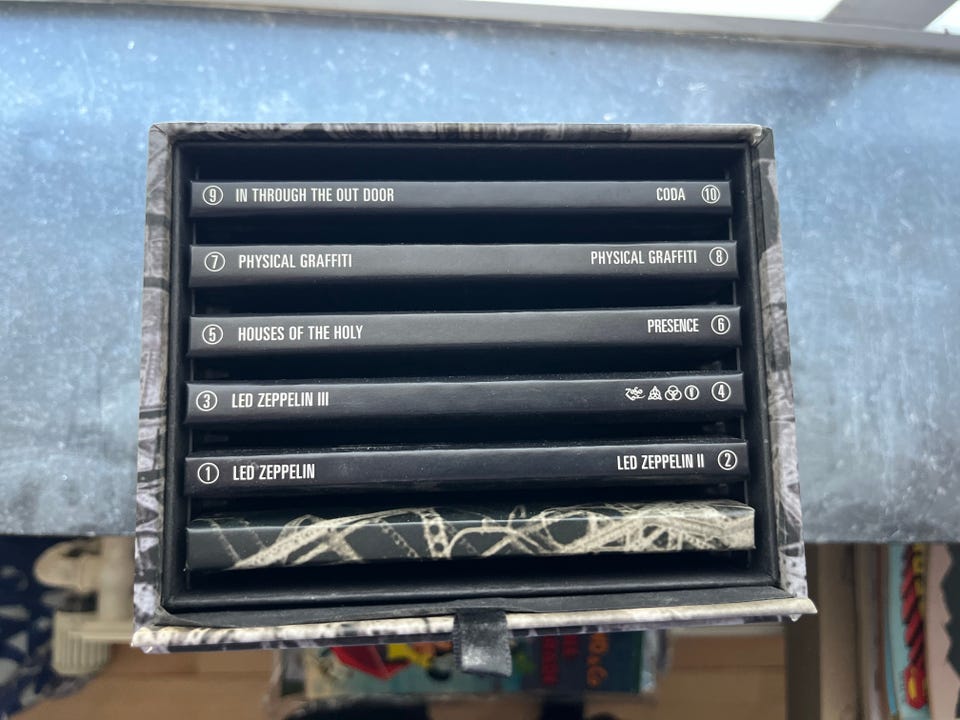 ⑨ IN THROUGH THE OUT DOOR CODA ⑩
⑦ PHYSICAL GRAFFITI PHYSICAL GRAFFITI ⑧
⑤ HOUSES OF THE HOLY PRESENCE ⑥
③ LED ZEPPELIN III ④
① LED ZEPPELIN LED ZEPPELIN II ②